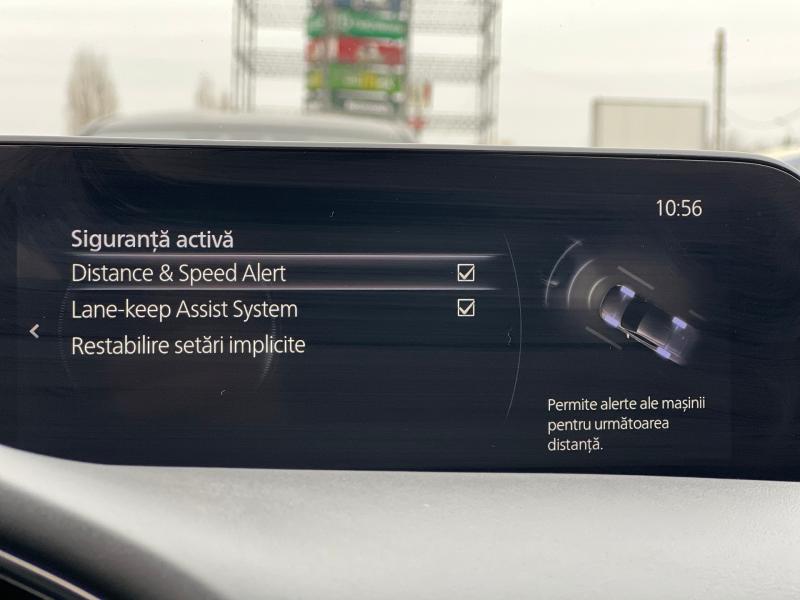 10:56
Siguranță activă
Distance & Speed Alert
Lane-keep Assist System
Restabilire setări implicite
Permite alerte ale mașinii
pentru următoarea
distanță.